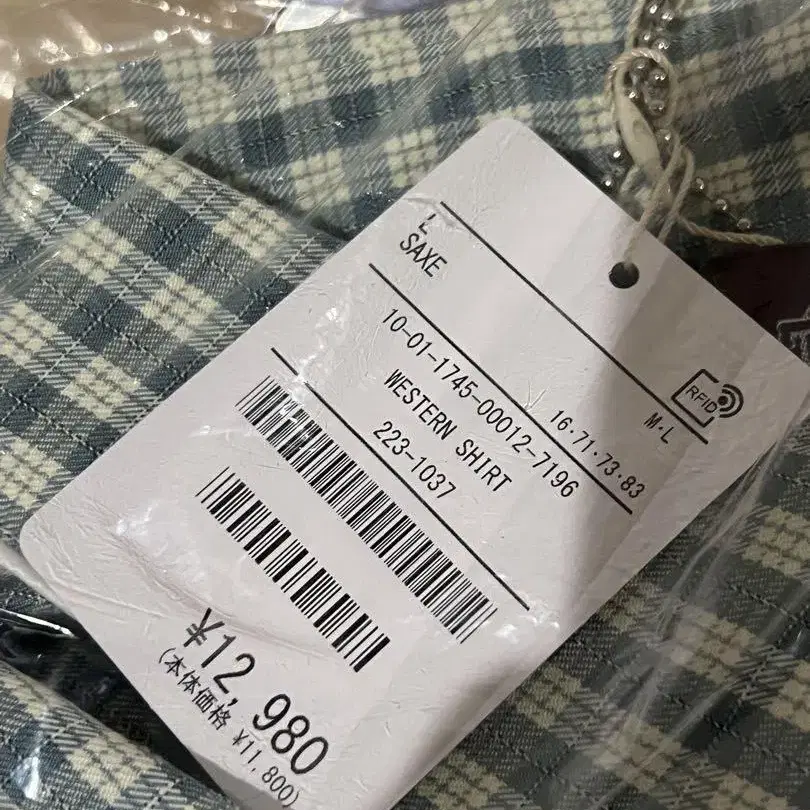 L
SAXE
M・L
16・71・73・83
10-01-1745-00012-7196
WESTERN SHIRT
223-1037
RFID
¥12,980
(本体価格 ¥11,800)